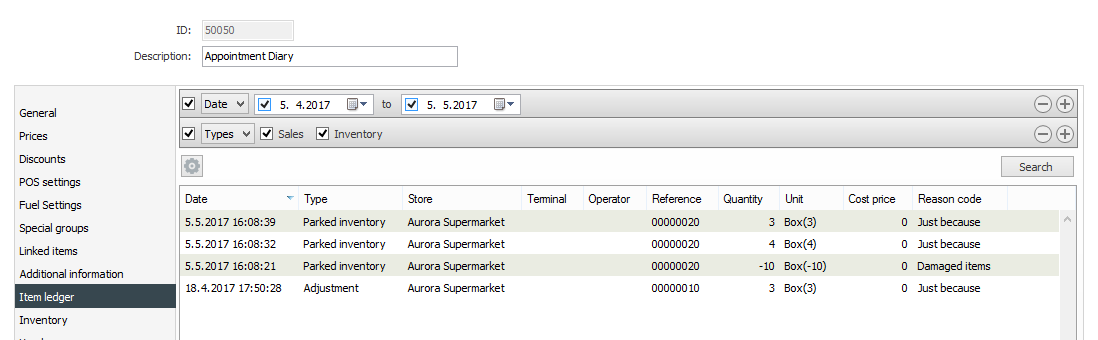 ID: 50050
Description: Appointment Diary
General
Prices
Discounts
POS settings
Fuel Settings
Special groups
Linked items
Additional information
Item ledger
Inventory
Date 5. 4.2017 to 5. 5.2017
Types Sales Inventory
Search
Date Type Store Terminal Operator Reference Quantity Unit Cost price Reason code
5.5.2017 16:08:39 Parked inventory Aurora Supermarket 00000020 3 Box(3) 0 Just because
5.5.2017 16:08:32 Parked inventory Aurora Supermarket 00000020 4 Box(4) 0 Just because
5.5.2017 16:08:21 Parked inventory Aurora Supermarket 00000020 -10 Box(-10) 0 Damaged items
18.4.2017 17:50:28 Adjustment Aurora Supermarket 00000010 3 Box(3) 0 Just because